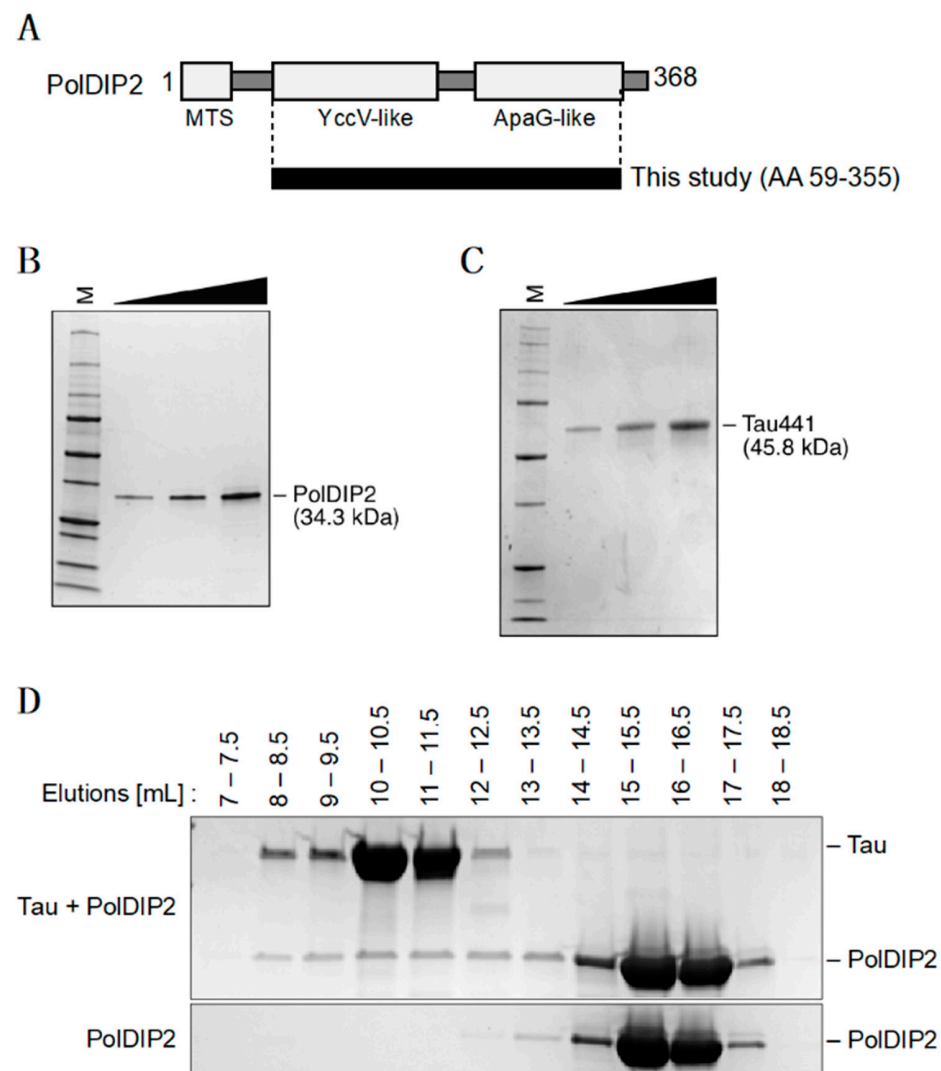 A
PolDIP2 1 368
MTS YccV-like ApaG-like
This study (AA 59-355)
B
M
PolDIP2
(34.3 kDa)
C
M
Tau441
(45.8 kDa)
D
Elutions [mL] : 7 – 7.5 8 – 8.5 9 – 9.5 10 – 10.5 11 – 11.5 12 – 12.5 13 – 13.5 14 – 14.5 15 – 15.5 16 – 16.5 17 – 17.5 18 – 18.5
– Tau
Tau + PolDIP2
– PolDIP2
PolDIP2 – PolDIP2